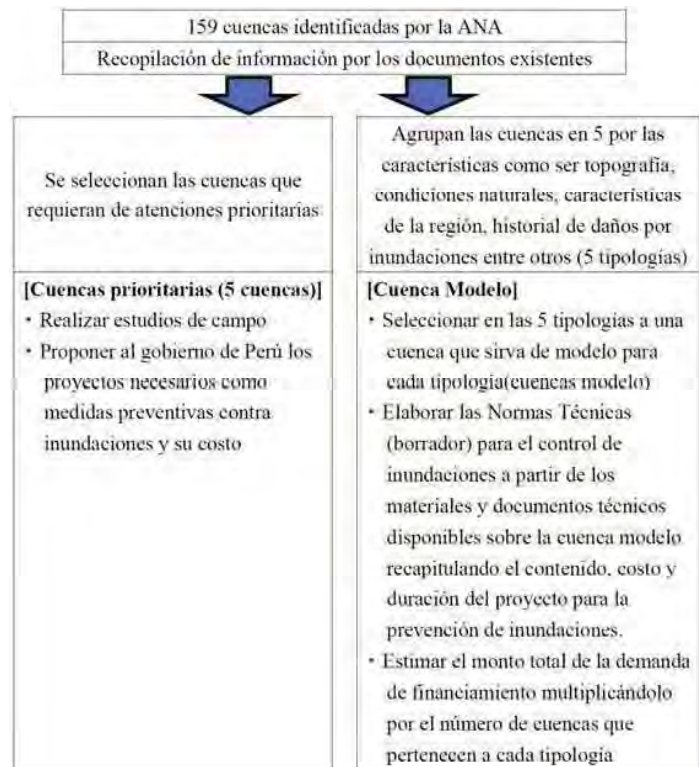 159 cuencas identificadas por la ANA
Recopilación de información por los documentos existentes
Se seleccionan las cuencas que
requieran de atenciones prioritarias
[Cuencas prioritarias (5 cuencas)]
・Realizar estudios de campo
・Proponer al gobierno de Perú los
proyectos necesarios como
medidas preventivas contra
inundaciones y su costo
Agrupan las cuencas en 5 por las
características como ser topografía,
condiciones naturales, características
de la región, historial de daños por
inundaciones entre otros (5 tipologías)
[Cuenca Modelo]
・Seleccionar en las 5 tipologías a una
cuenca que sirva de modelo para
cada tipología(cuencas modelo)
・Elaborar las Normas Técnicas
(borrador) para el control de
inundaciones a partir de los
materiales y documentos técnicos
disponibles sobre la cuenca modelo
recapitulando el contenido, costo y
duración del proyecto para la
prevención de inundaciones.
・Estimar el monto total de la demanda
de financiamiento multiplicándolo
por el número de cuencas que
pertenecen a cada tipología